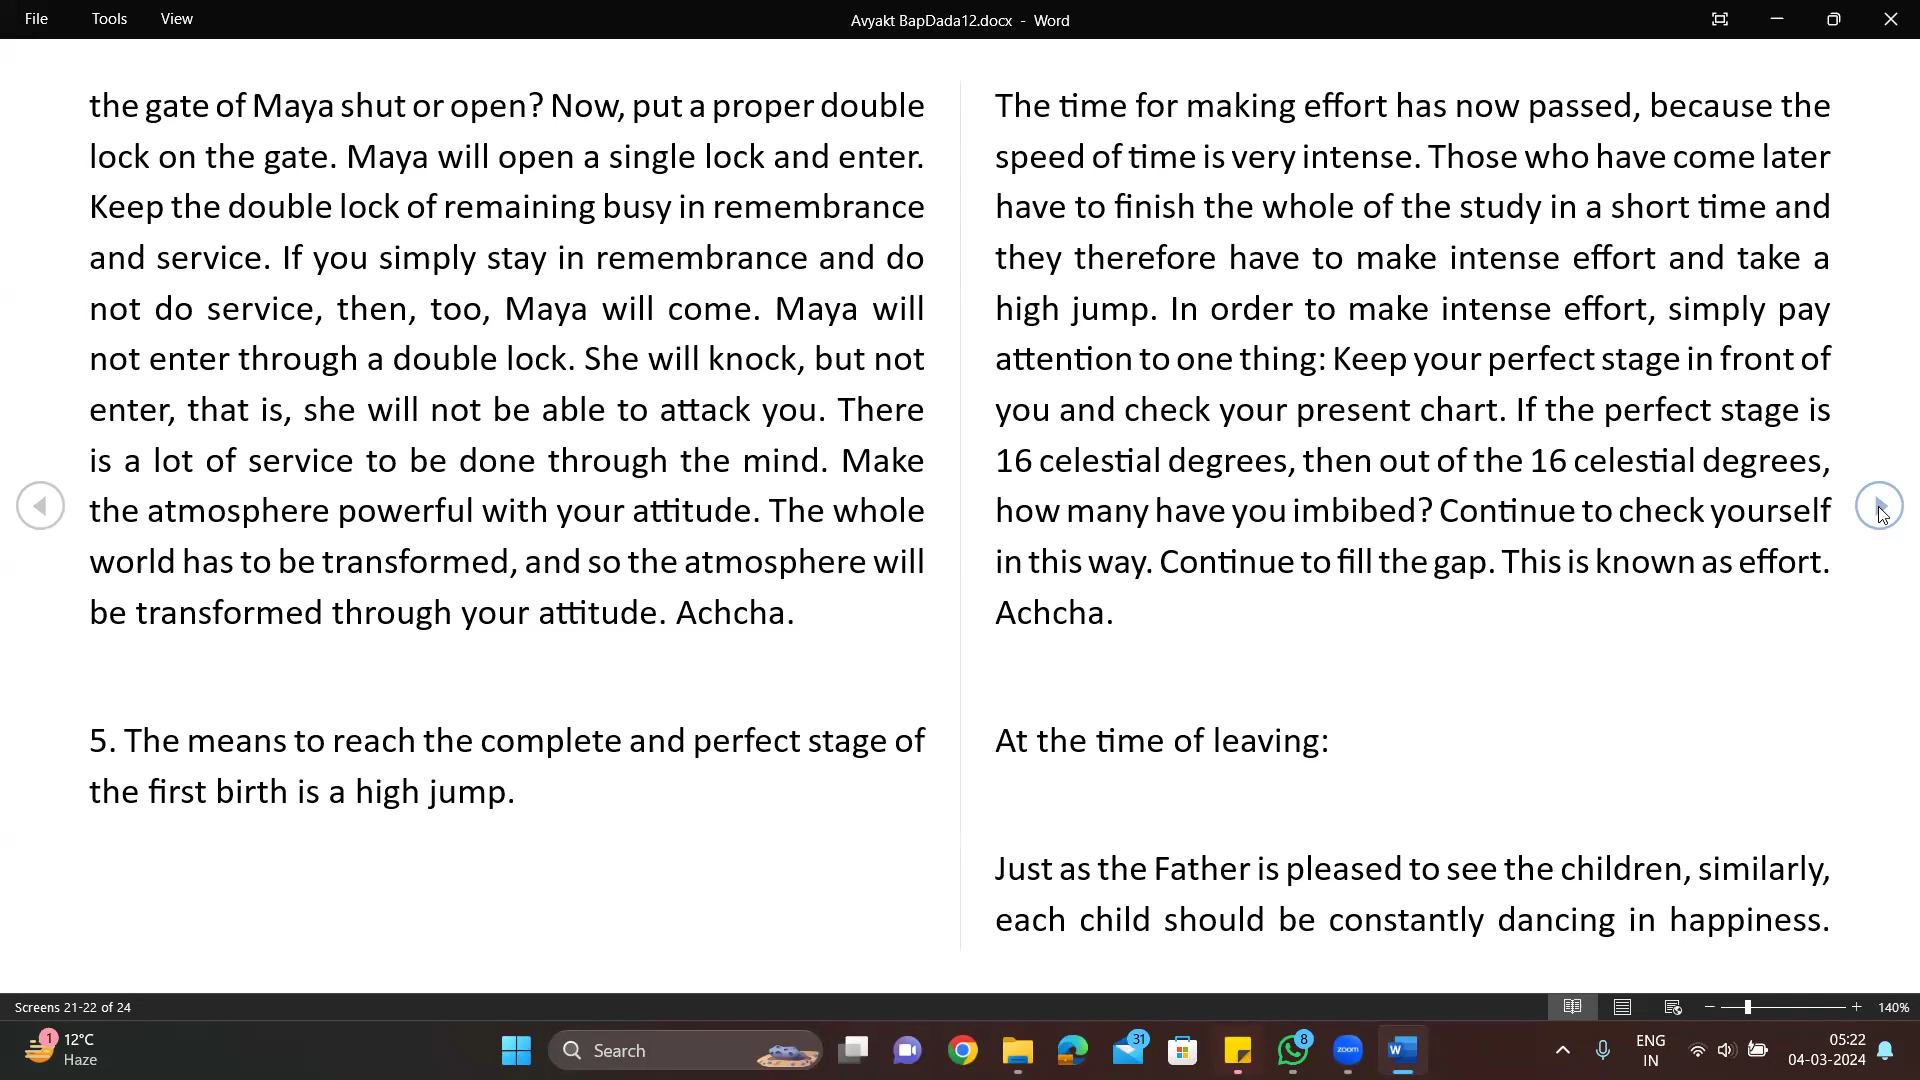 File Tools View
Avyakt BapDada12.docx - Word
the gate of Maya shut or open? Now, put a proper double
lock on the gate. Maya will open a single lock and enter.
Keep the double lock of remaining busy in remembrance
and service. If you simply stay in remembrance and do
not do service, then, too, Maya will come. Maya will
not enter through a double lock. She will knock, but not
enter, that is, she will not be able to attack you. There
is a lot of service to be done through the mind. Make
the atmosphere powerful with your attitude. The whole
world has to be transformed, and so the atmosphere will
be transformed through your attitude. Achcha.
5. The means to reach the complete and perfect stage of
the first birth is a high jump.
The time for making effort has now passed, because the
speed of time is very intense. Those who have come later
have to finish the whole of the study in a short time and
they therefore have to make intense effort and take a
high jump. In order to make intense effort, simply pay
attention to one thing: Keep your perfect stage in front of
you and check your present chart. If the perfect stage is
16 celestial degrees, then out of the 16 celestial degrees,
how many have you imbibed? Continue to check yourself
in this way. Continue to fill the gap. This is known as effort.
Achcha.
At the time of leaving:
Just as the Father is pleased to see the children, similarly,
each child should be constantly dancing in happiness.
Screens 21-22 of 24
140%
1
12°C
Haze
Search
31
8
zoom
W
ENG
IN
05:22
04-03-2024